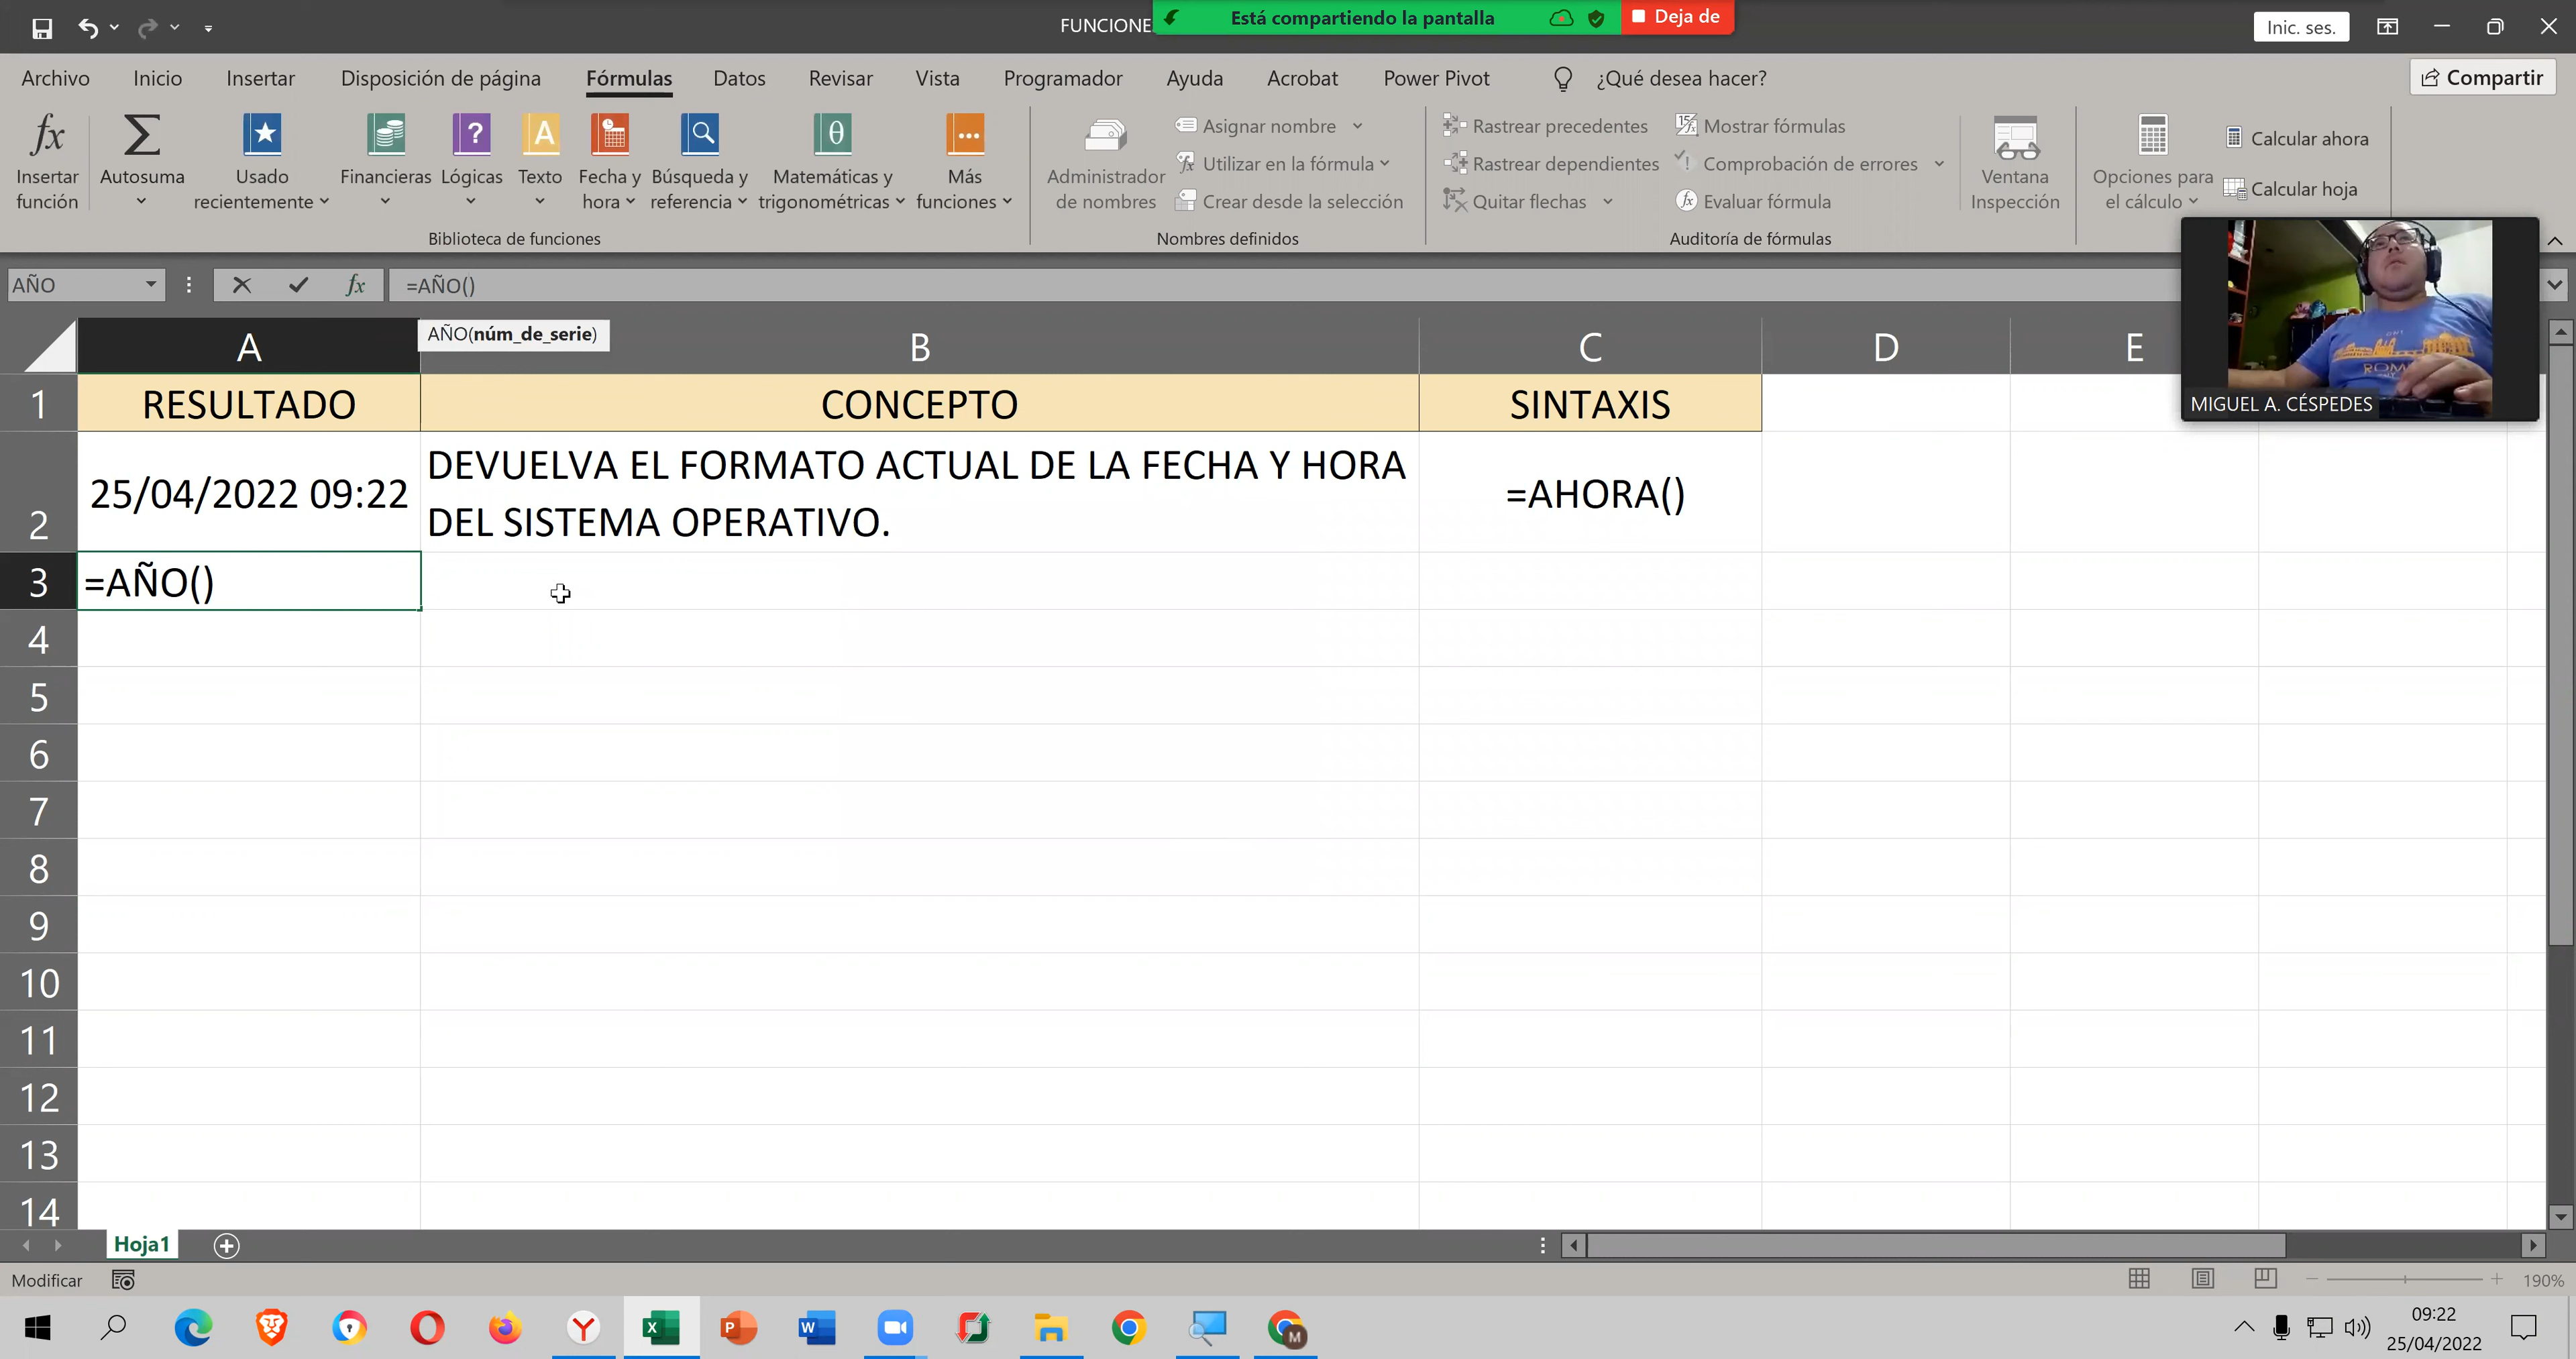 FUNCIONE
Está compartiendo la pantalla
Deja de
Inic. ses.
Archivo Inicio Insertar Disposición de página Fórmulas Datos Revisar Vista Programador Ayuda Acrobat Power Pivot ¿Qué desea hacer? Compartir
Insertar función
Autosuma
Usado recientemente
Financieras
Lógicas
Texto
Fecha y hora
Búsqueda y referencia
Matemáticas y trigonométricas
Más funciones
Biblioteca de funciones
Administrador de nombres
Asignar nombre
Utilizar en la fórmula
Crear desde la selección
Nombres definidos
Rastrear precedentes
Rastrear dependientes
Quitar flechas
Mostrar fórmulas
Comprobación de errores
Evaluar fórmula
Auditoría de fórmulas
Ventana Inspección
Opciones para el cálculo
Calcular ahora
Calcular hoja
MIGUEL A. CÉSPEDES
AÑO fx =AÑO()
AÑO(núm_de_serie)
A B C D E
1 RESULTADO CONCEPTO SINTAXIS
2 25/04/2022 09:22 DEVUELVA EL FORMATO ACTUAL DE LA FECHA Y HORA
DEL SISTEMA OPERATIVO. =AHORA()
3 =AÑO()
4
5
6
7
8
9
10
11
12
13
14
Hoja1
Modificar
190%
09:22
25/04/2022